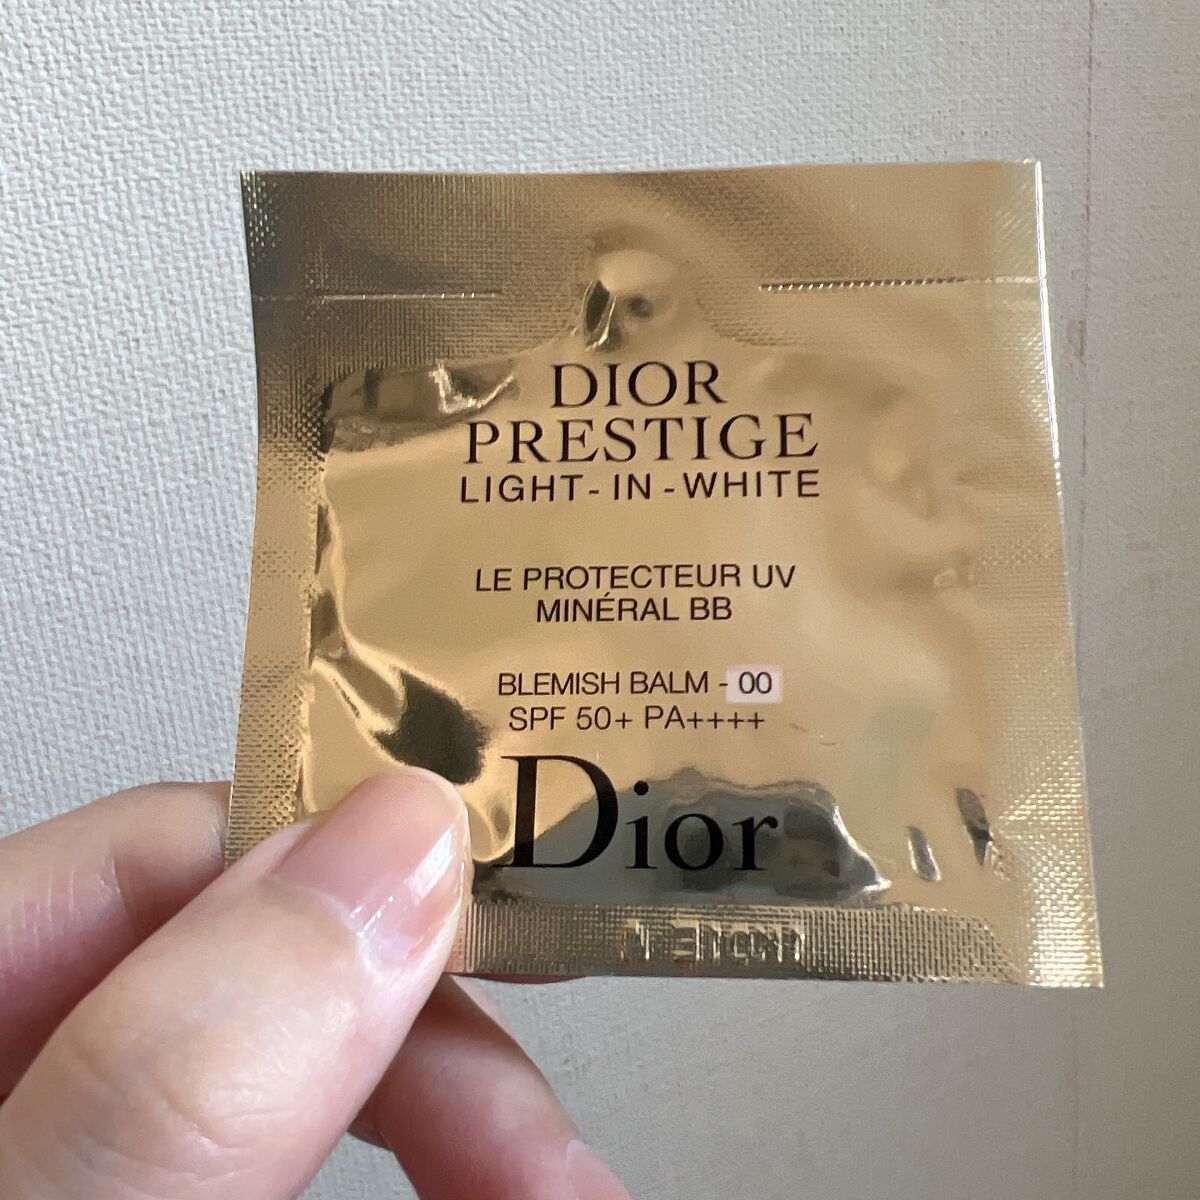 DIOR
PRESTIGE
LIGHT-IN-WHITE
LE PROTECTEUR UV
MINÉRAL BB
BLEMISH BALM - 00
SPF 50+ PA++++
Dior